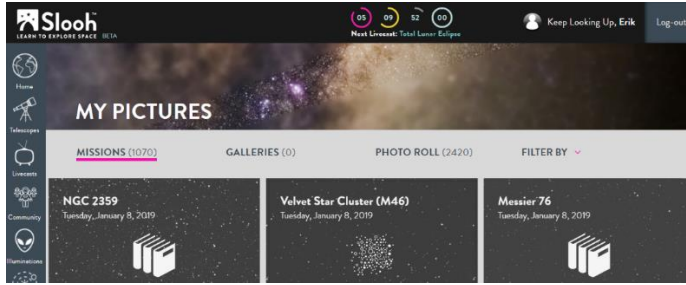 Slooh
LEARN TO EXPLORE SPACE BETA
05 09 52 00
Next Livecast: Total Lunar Eclipse
Keep Looking Up, Erik
Log-out
Home
Telescopes
Livecasts
Community
Illuminations
MY PICTURES
MISSIONS (1070) GALLERIES (0) PHOTO ROLL (2420) FILTER BY
NGC 2359
Tuesday, January 8, 2019
Velvet Star Cluster (M46)
Tuesday, January 8, 2019
Messier 76
Tuesday, January 8, 2019